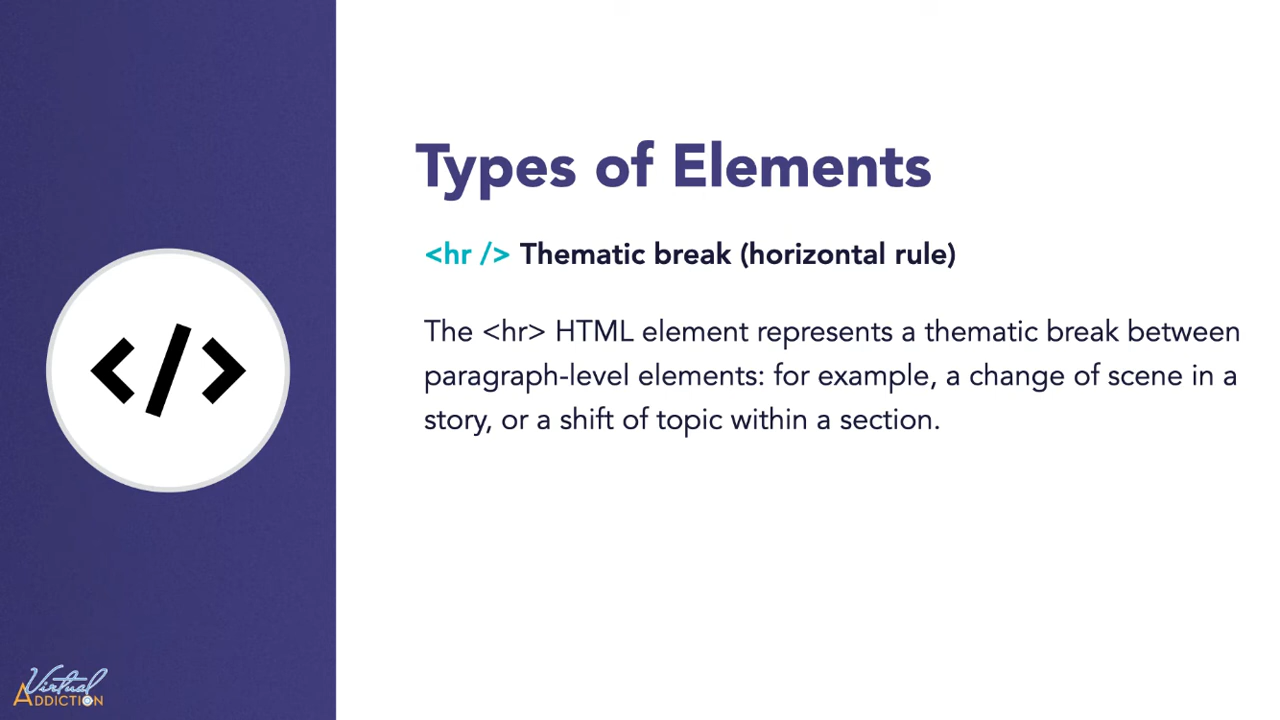 Types of Elements
<hr /> Thematic break (horizontal rule)
The <hr> HTML element represents a thematic break between
paragraph-level elements: for example, a change of scene in a
story, or a shift of topic within a section.
</>
Virtual
ADDICTION